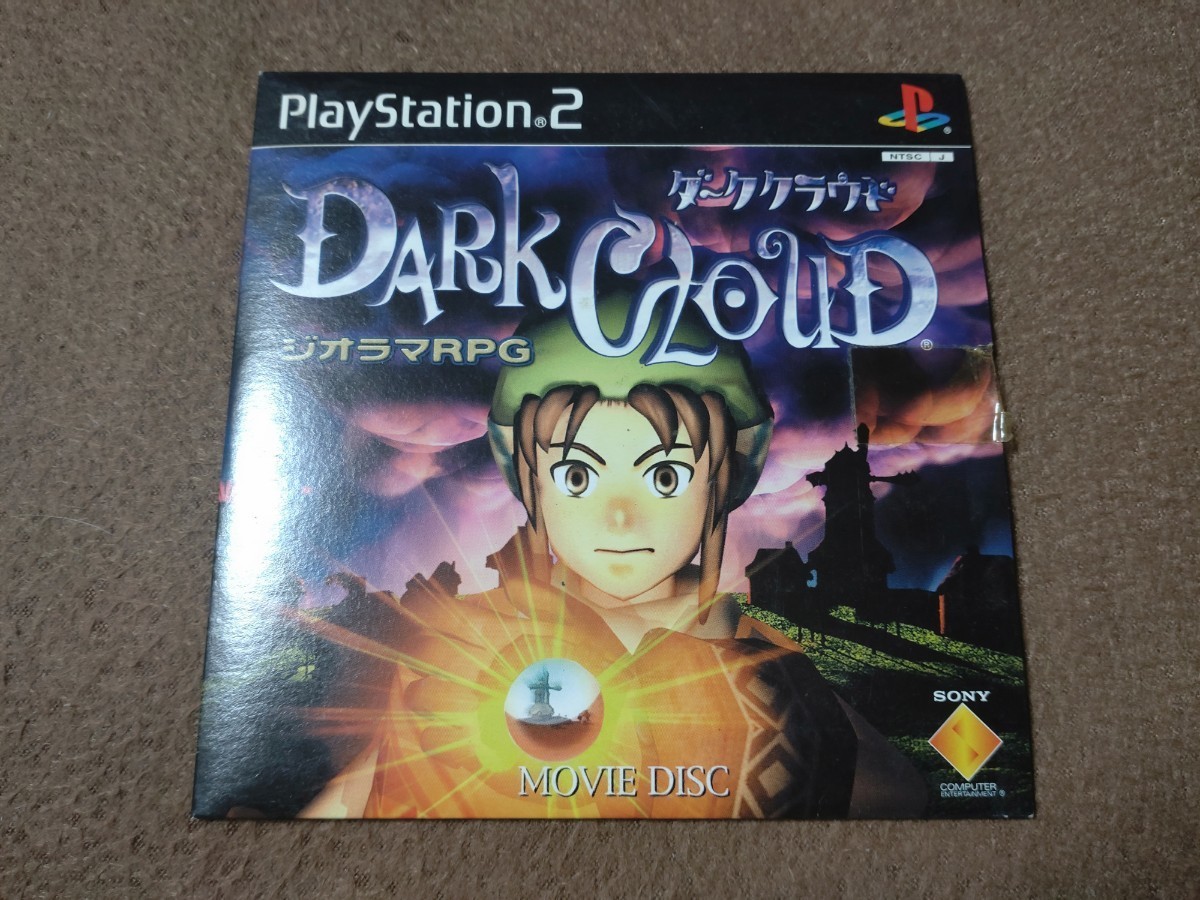 PlayStation®2
®
NTSC J
ダーククラウド
DARK CLOUD®
ジオラマRPG
SONY
MOVIE DISC
COMPUTER
ENTERTAINMENT®